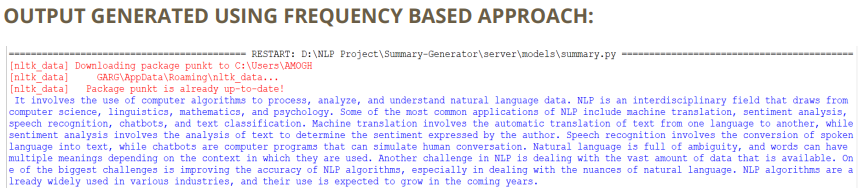 OUTPUT GENERATED USING FREQUENCY BASED APPROACH:
========================================== RESTART: D:\NLP Project\Summary-Generator\server\models\summary.py ==========================================
[nltk_data] Downloading package punkt to C:\Users\AMOGH
[nltk_data]     GARG\AppData\Roaming\nltk_data...
[nltk_data]   Package punkt is already up-to-date!
It involves the use of computer algorithms to process, analyze, and understand natural language data. NLP is an interdisciplinary field that draws from
computer science, linguistics, mathematics, and psychology. Some of the most common applications of NLP include machine translation, sentiment analysis,
speech recognition, chatbots, and text classification. Machine translation involves the automatic translation of text from one language to another, while
sentiment analysis involves the analysis of text to determine the sentiment expressed by the author. Speech recognition involves the conversion of spoken
language into text, while chatbots are computer programs that can simulate human conversation. Natural language is full of ambiguity, and words can have
multiple meanings depending on the context in which they are used. Another challenge in NLP is dealing with the vast amount of data that is available. On
e of the biggest challenges is improving the accuracy of NLP algorithms, especially in dealing with the nuances of natural language. NLP algorithms are a
lready widely used in various industries, and their use is expected to grow in the coming years.